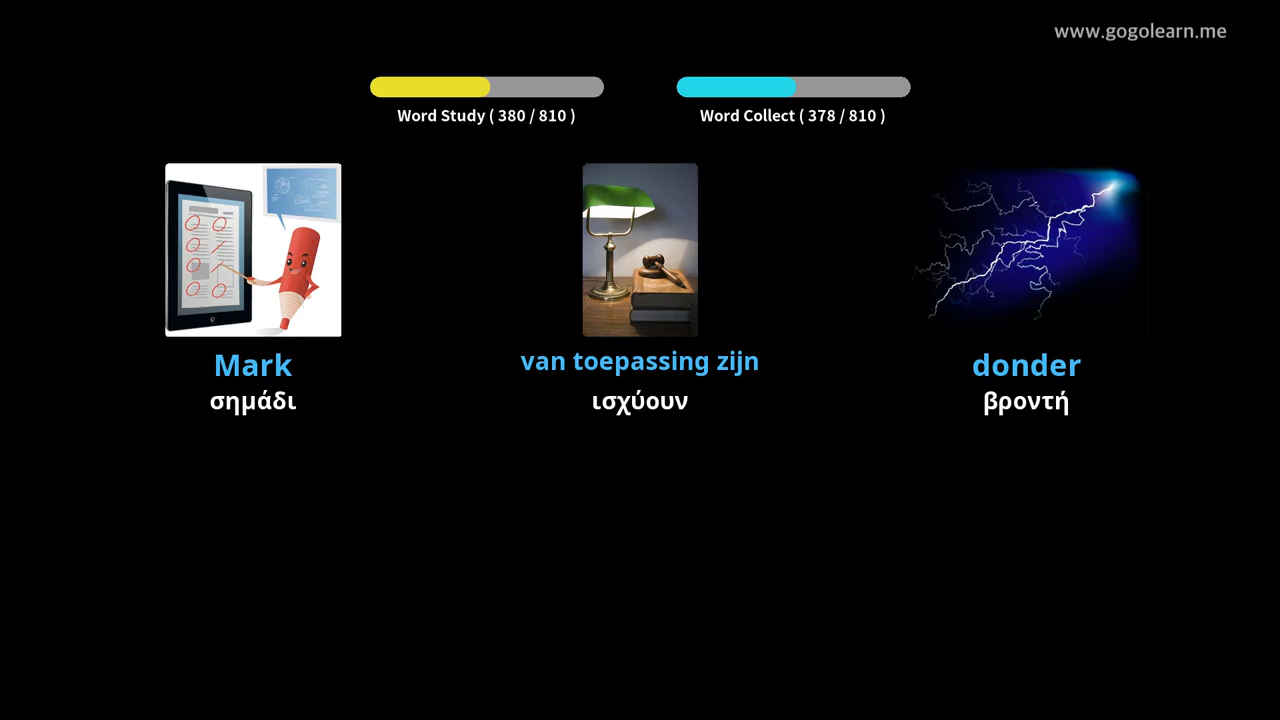 www.gogolearn.me
Word Study ( 380 / 810 )
Word Collect ( 378 / 810 )
Mark
van toepassing zijn
donder
σημάδι
ισχύουν
βροντή